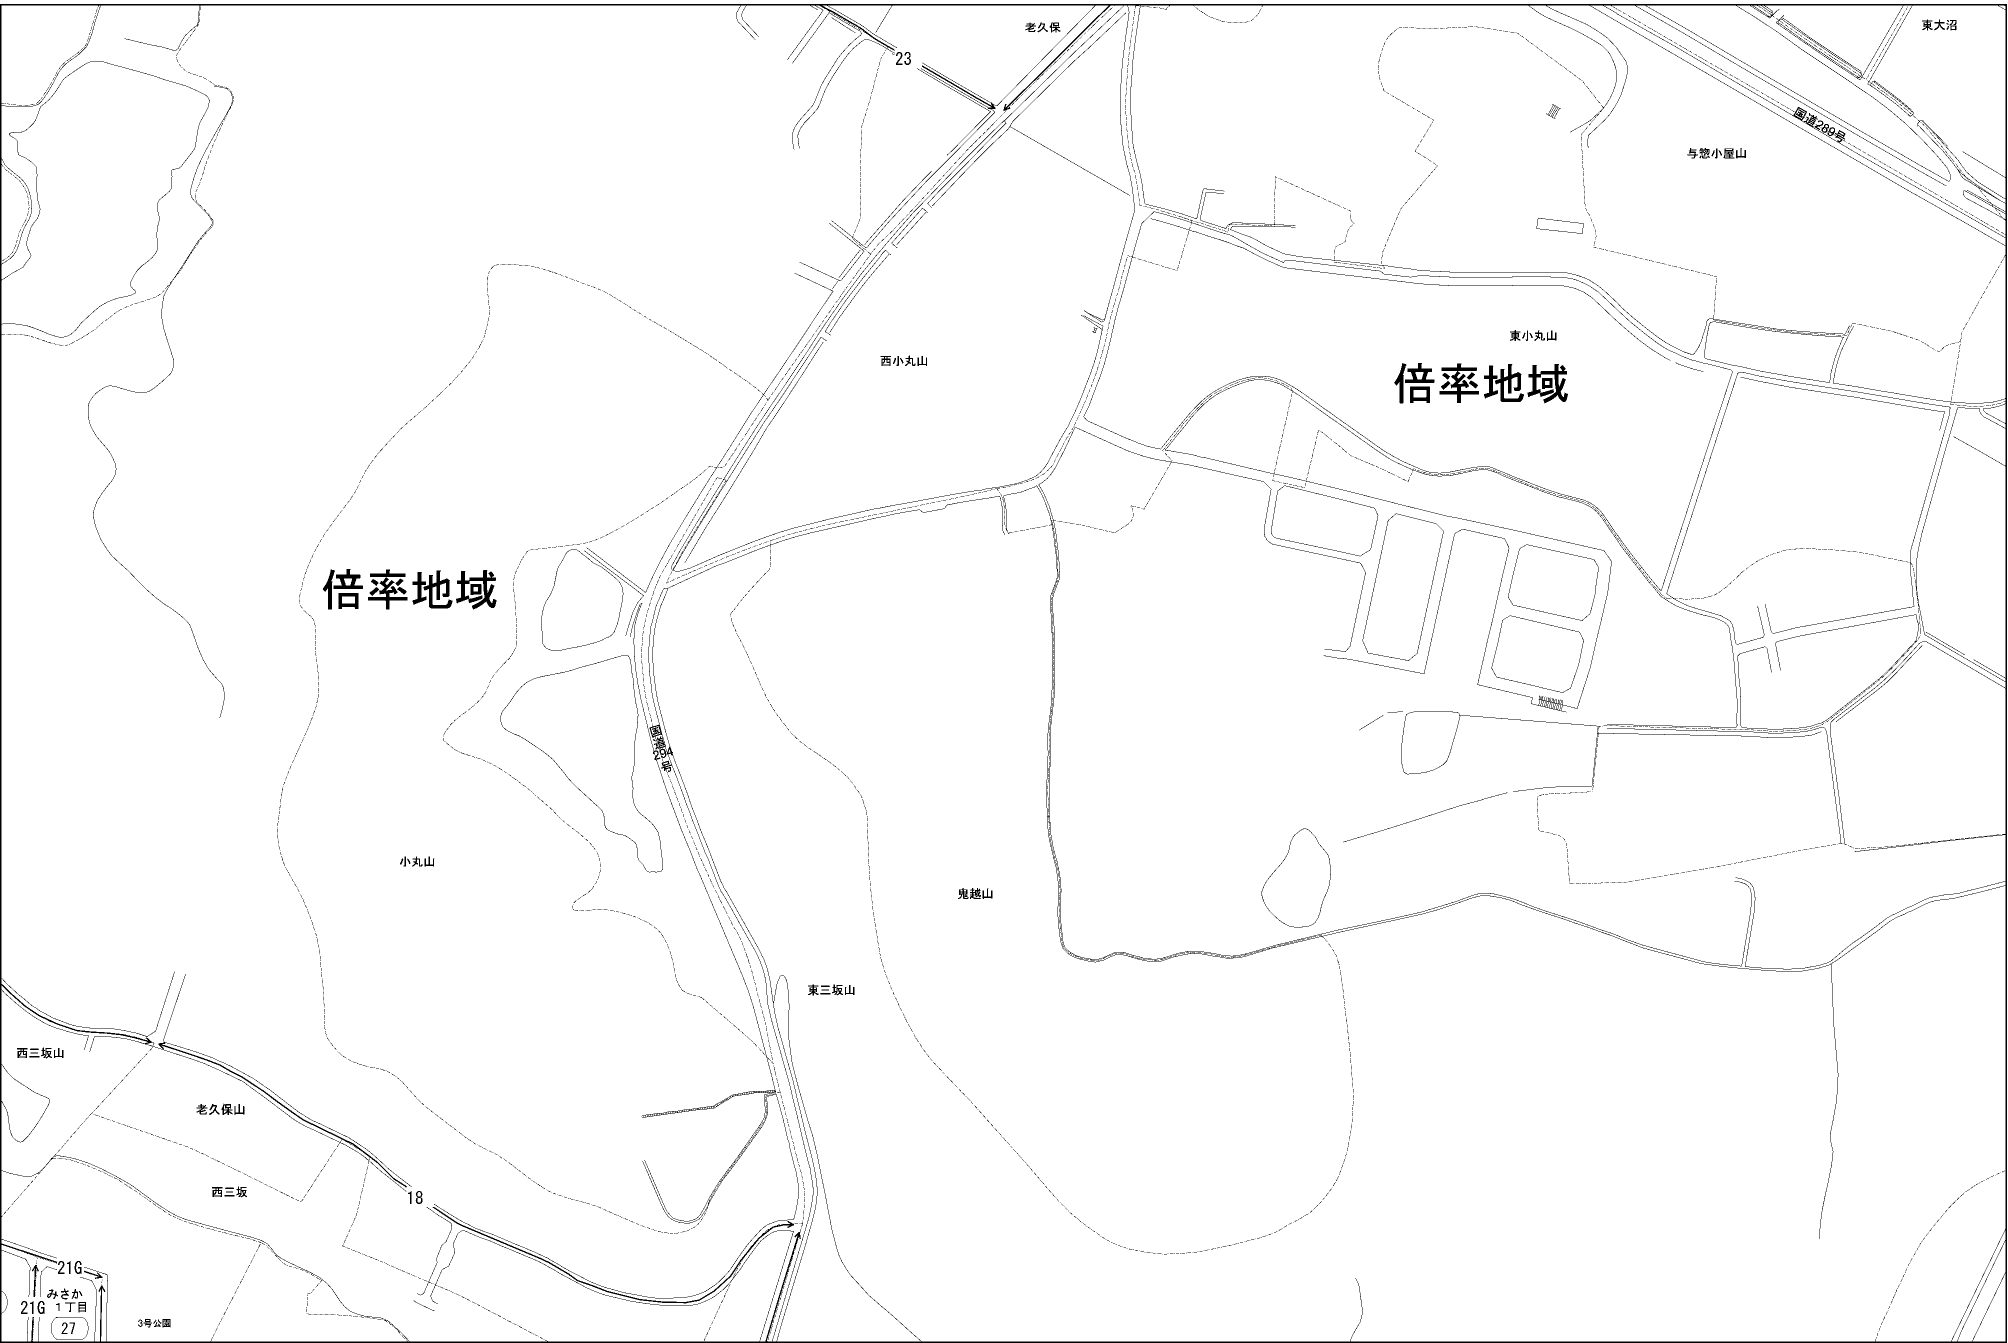 老久保
東大沼
23
国道289号
与惣小屋山
東小丸山
西小丸山
倍率地域
倍率地域
国道294号
小丸山
鬼越山
東三坂山
西三坂山
老久保山
西三坂
18
21G
みさか
1丁目
21G
27
3号公園